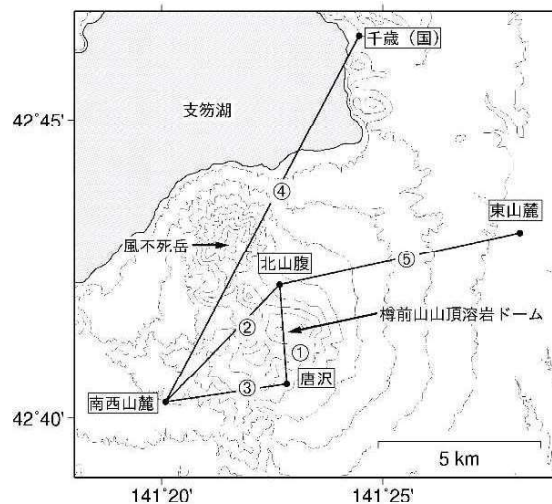 千歳（国）
支笏湖
42°45'
④
東山麓
風不死岳
北山腹
⑤
②
樽前山山頂溶岩ドーム
①
③
唐沢
南西山麓
42°40'
5 km
141°20'
141°25'